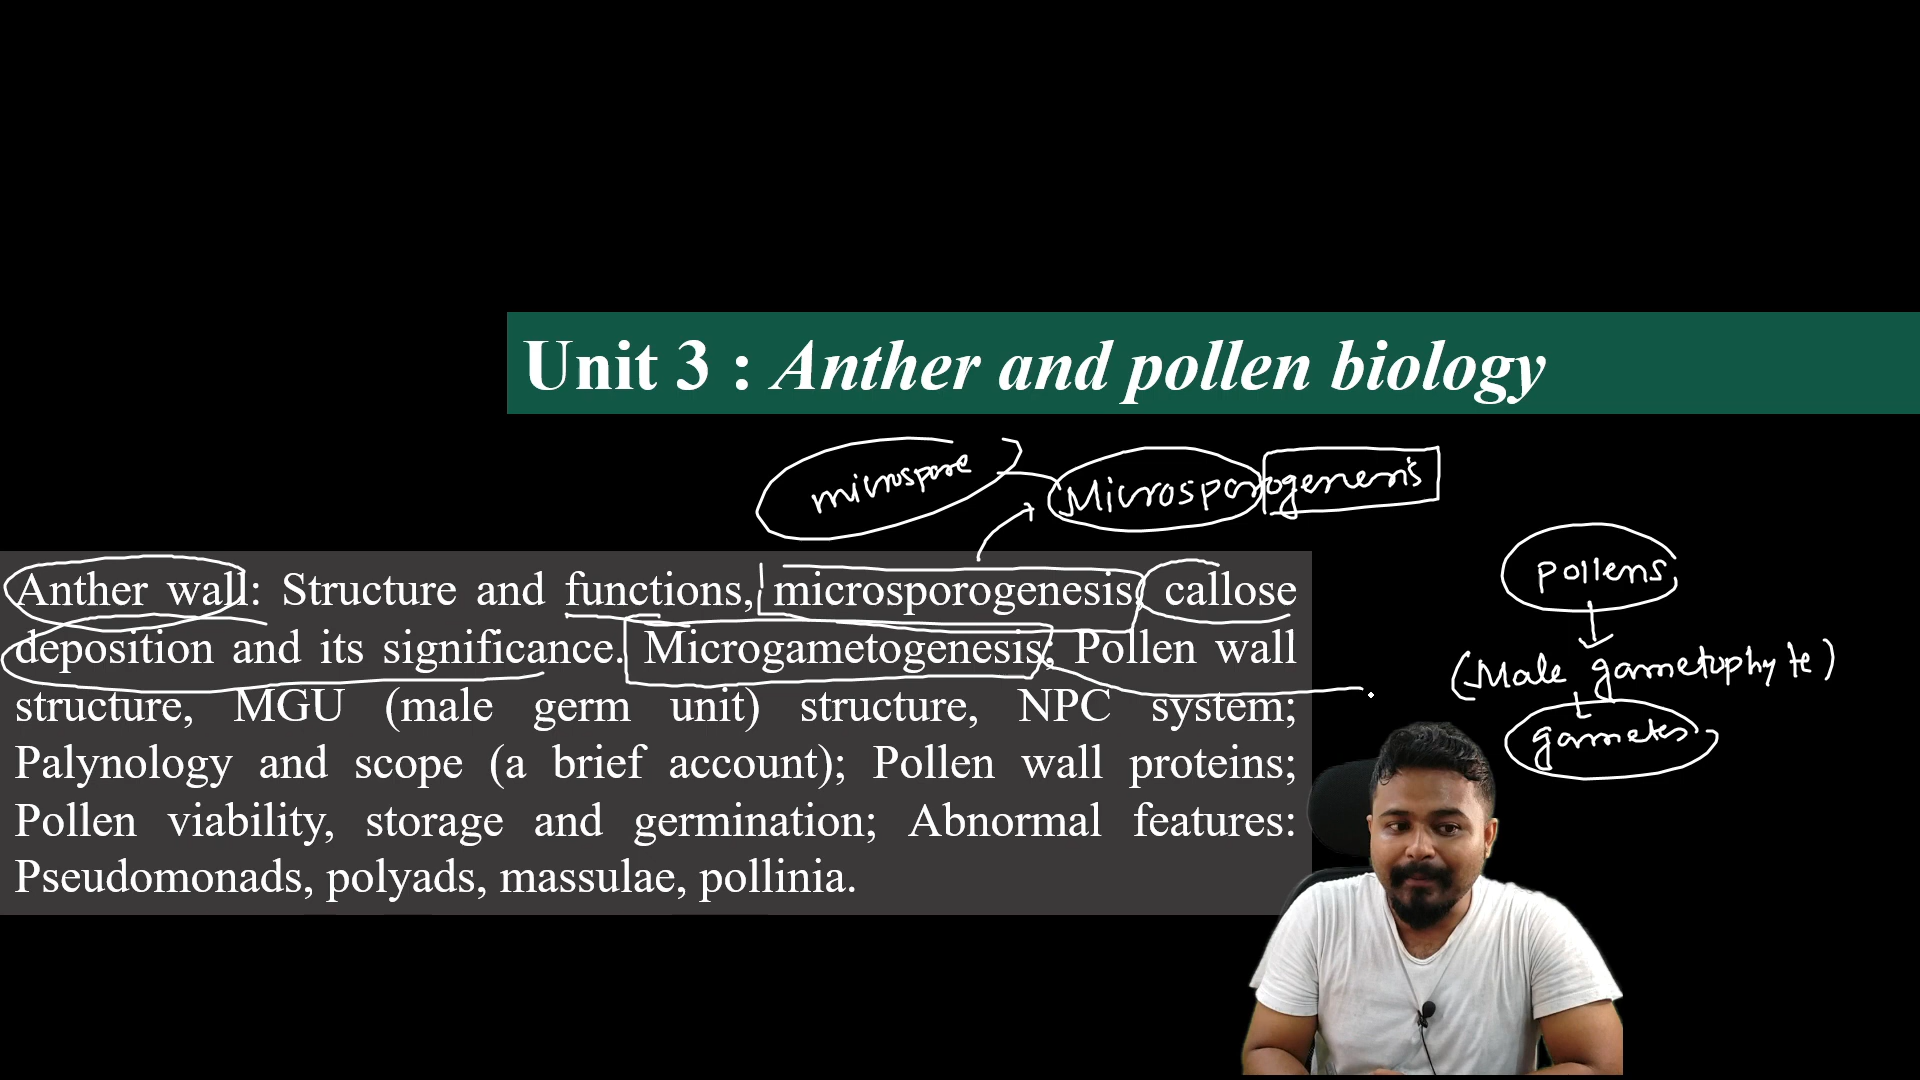 Unit 3 : Anther and pollen biology
microspore
Microsporogenesis
Anther wall: Structure and functions, microsporogenesis, callose
deposition and its significance. Microgametogenesis; Pollen wall
structure, MGU (male germ unit) structure, NPC system;
Palynology and scope (a brief account); Pollen wall proteins;
Pollen viability, storage and germination; Abnormal features:
Pseudomonads, polyads, massulae, pollinia.
pollens
(Male gametophyte)
gametes